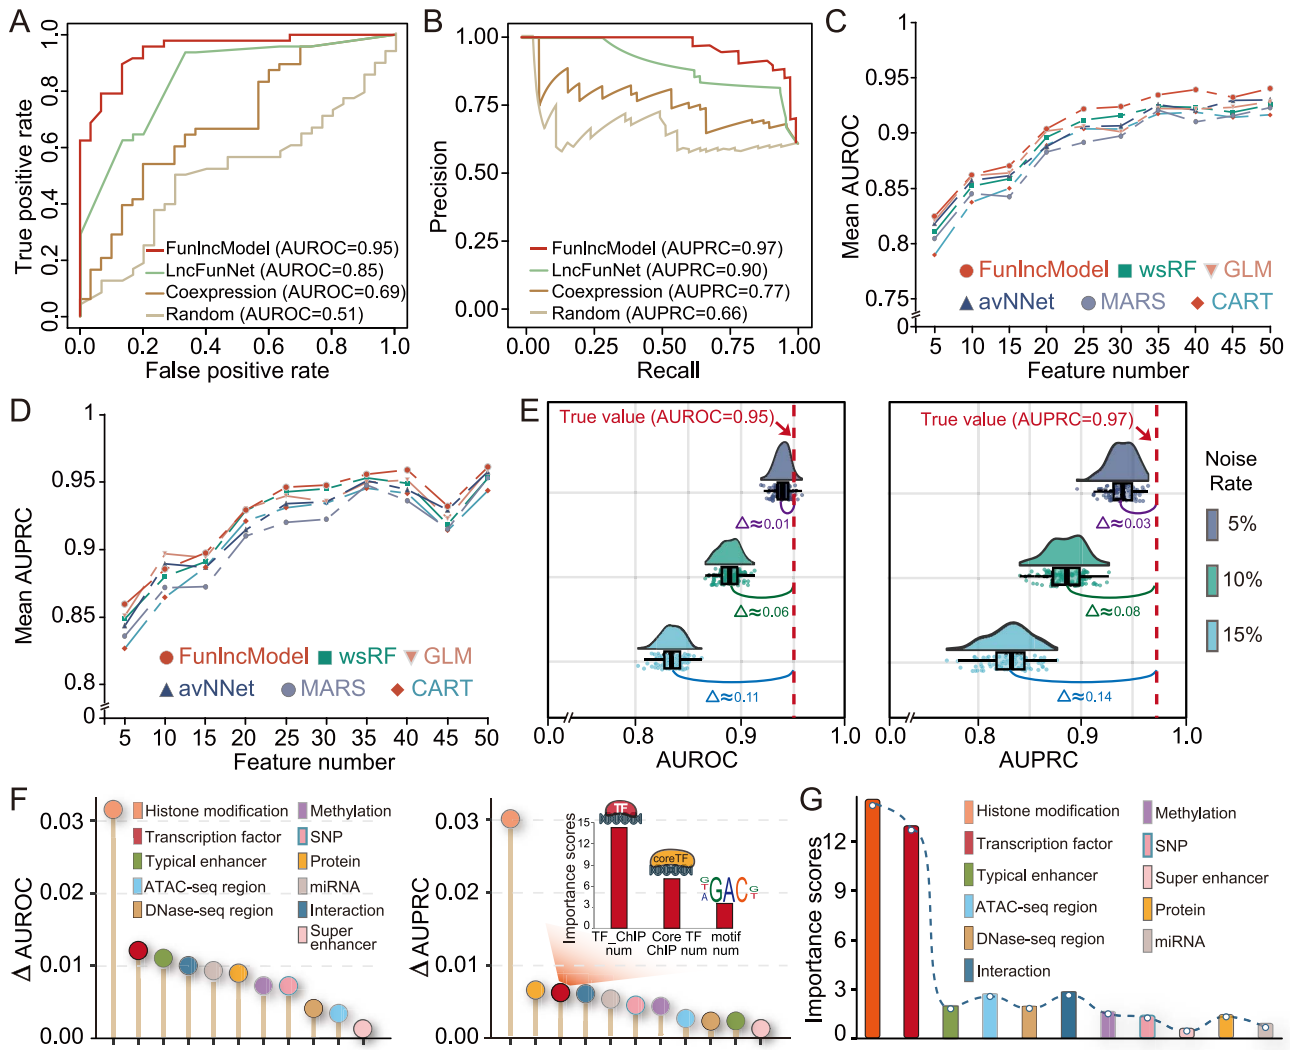 A
True positive rate
1.0
0.8
0.6
0.4
0.2
0.0
FunlncModel (AUROC=0.95)
LncFunNet (AUROC=0.85)
Coexpression (AUROC=0.69)
Random (AUROC=0.51)
0.0 0.2 0.4 0.6 0.8 1.0
False positive rate
B
Precision
1.00
0.75
0.50
0.25
0.00
FunlncModel (AUPRC=0.97)
LncFunNet (AUPRC=0.90)
Coexpression (AUPRC=0.77)
Random (AUPRC=0.66)
0.00 0.25 0.50 0.75 1.00
Recall
C
Mean AUROC
1
0.95
0.9
0.85
0.8
0.75
0
FunlncModel wsRF GLM
avNNet MARS CART
5 10 15 20 25 30 35 40 45 50
Feature number
D
Mean AUPRC
1
0.95
0.9
0.85
0.8
0
FunlncModel wsRF GLM
avNNet MARS CART
5 10 15 20 25 30 35 40 45 50
Feature number
E
True value (AUROC=0.95)
Δ≈0.01
Δ≈0.06
Δ≈0.11
0.0 0.8 0.9 1.0
AUROC
True value (AUPRC=0.97)
Δ≈0.03
Δ≈0.08
Δ≈0.14
0.0 0.8 0.9 1.0
AUPRC
Noise
Rate
5%
10%
15%
F
Δ AUROC
0.03
0.02
0.01
0.00
Histone modification
Transcription factor
Typical enhancer
ATAC-seq region
DNase-seq region
Methylation
SNP
Protein
miRNA
Interaction
Super
enhancer
Δ AUPRC
0.03
0.02
0.01
0.00
Importance scores
15
12
9
6
3
0
TF
coreTF
G T A GAC G T
TF_ChIP
num
Core TF
ChIP num
motif
num
G
Importance scores
12
9
6
3
0
Histone modification
Transcription factor
Typical enhancer
ATAC-seq region
DNase-seq region
Interaction
Methylation
SNP
Super enhancer
Protein
miRNA